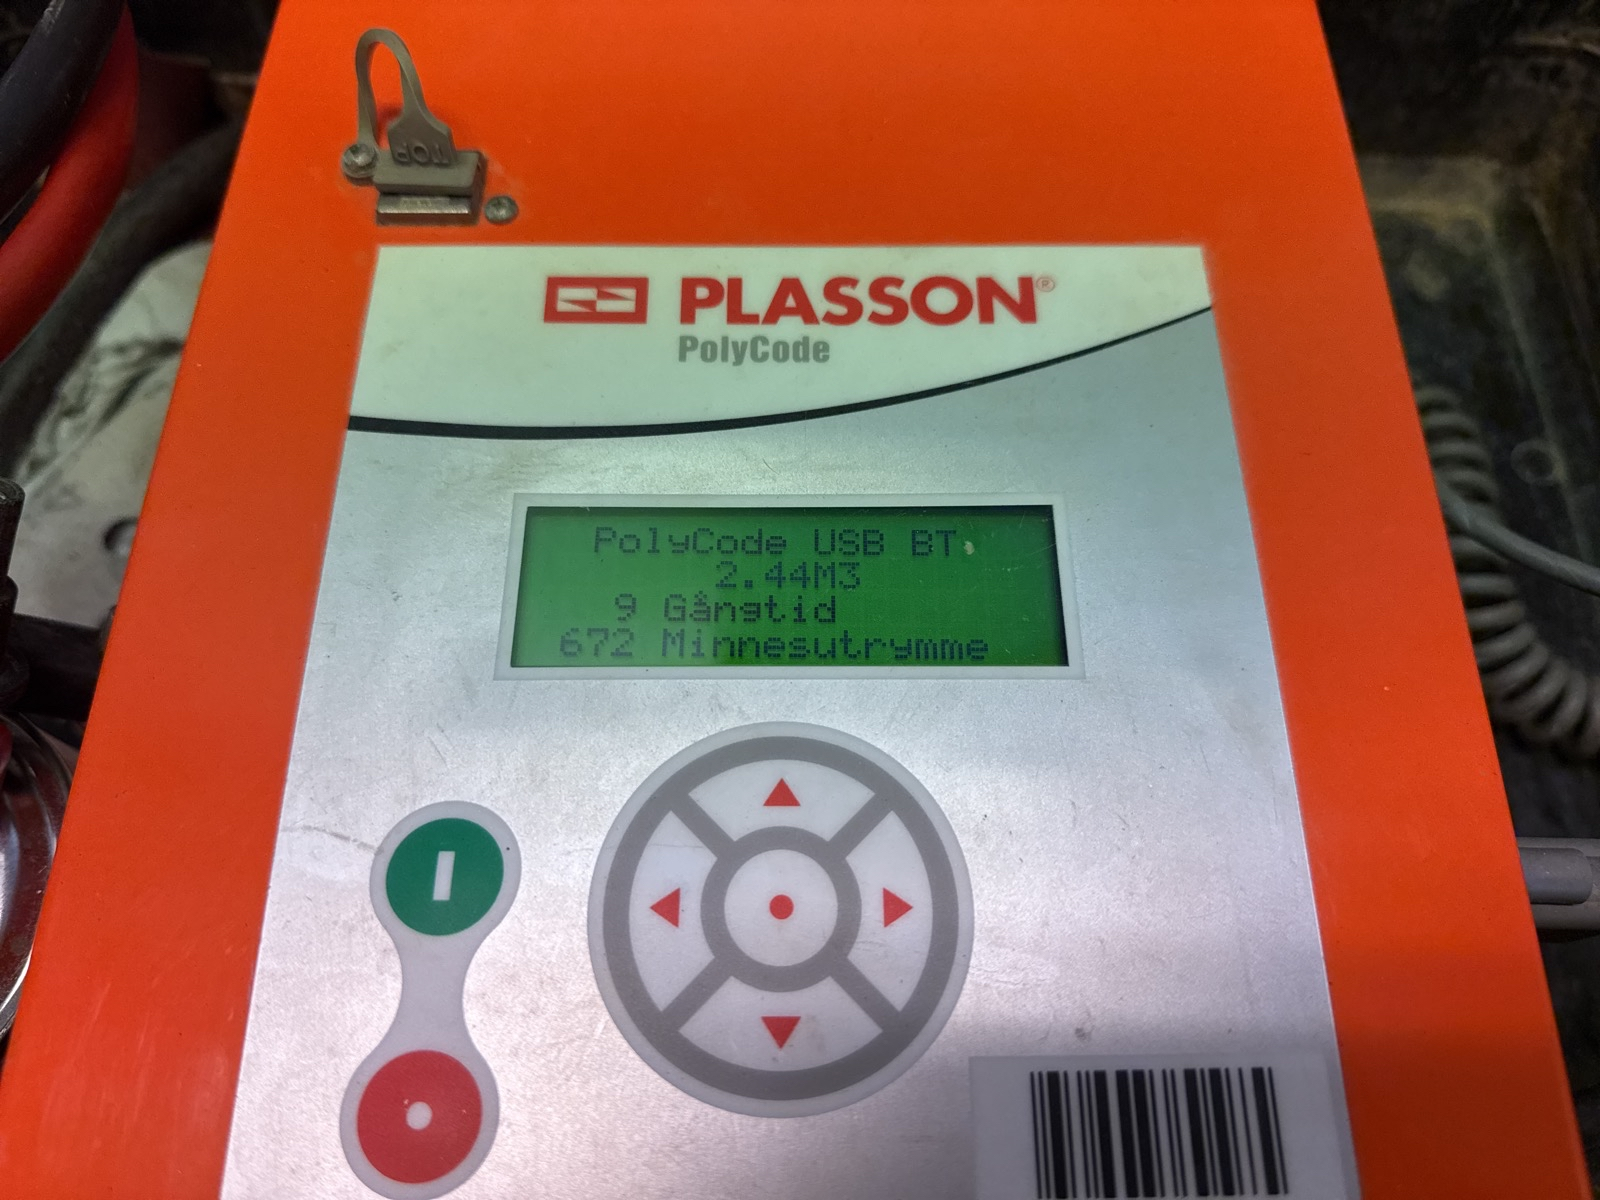 TOP
PLASSON®
PolyCode
PolyCode USB BT
2.44M3
9 Gångtid
672 Minnesutrymme